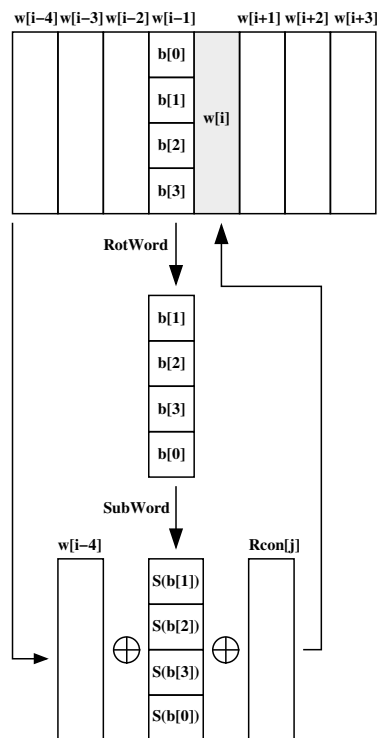 w[i−4] w[i−3] w[i−2] w[i−1] w[i+1] w[i+2] w[i+3]
b[0]
b[1]
w[i]
b[2]
b[3]
RotWord
b[1]
b[2]
b[3]
b[0]
SubWord
w[i−4] Rcon[j]
S(b[1])
S(b[2])
S(b[3])
S(b[0])